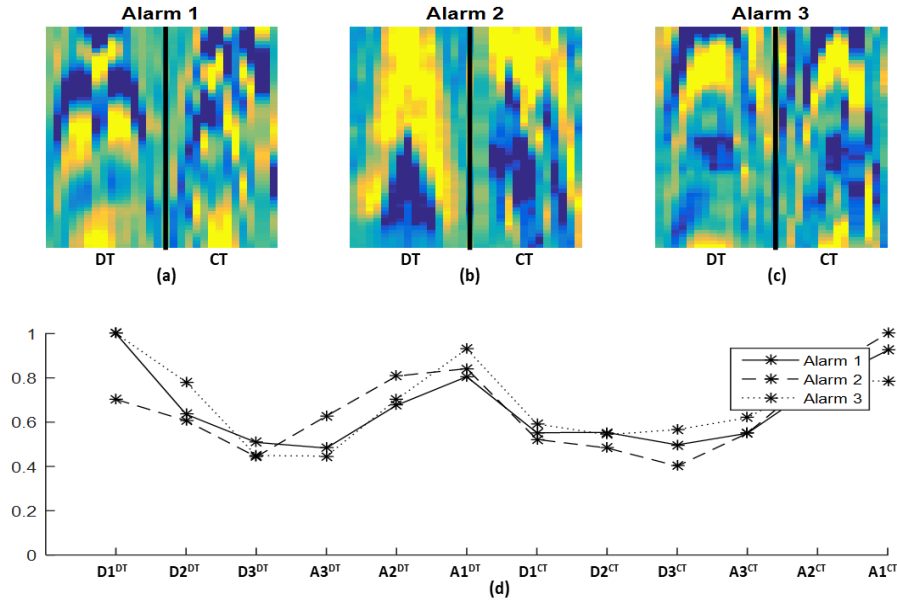 Alarm 1 Alarm 2 Alarm 3
DT CT DT CT DT CT
(a) (b) (c)
1
0.8
0.6
0.4
0.2
0
Alarm 1
Alarm 2
Alarm 3
D1ᴰᵀ D2ᴰᵀ D3ᴰᵀ A3ᴰᵀ A2ᴰᵀ A1ᴰᵀ D1ᶜᵀ D2ᶜᵀ D3ᶜᵀ A3ᶜᵀ A2ᶜᵀ A1ᶜᵀ
(d)